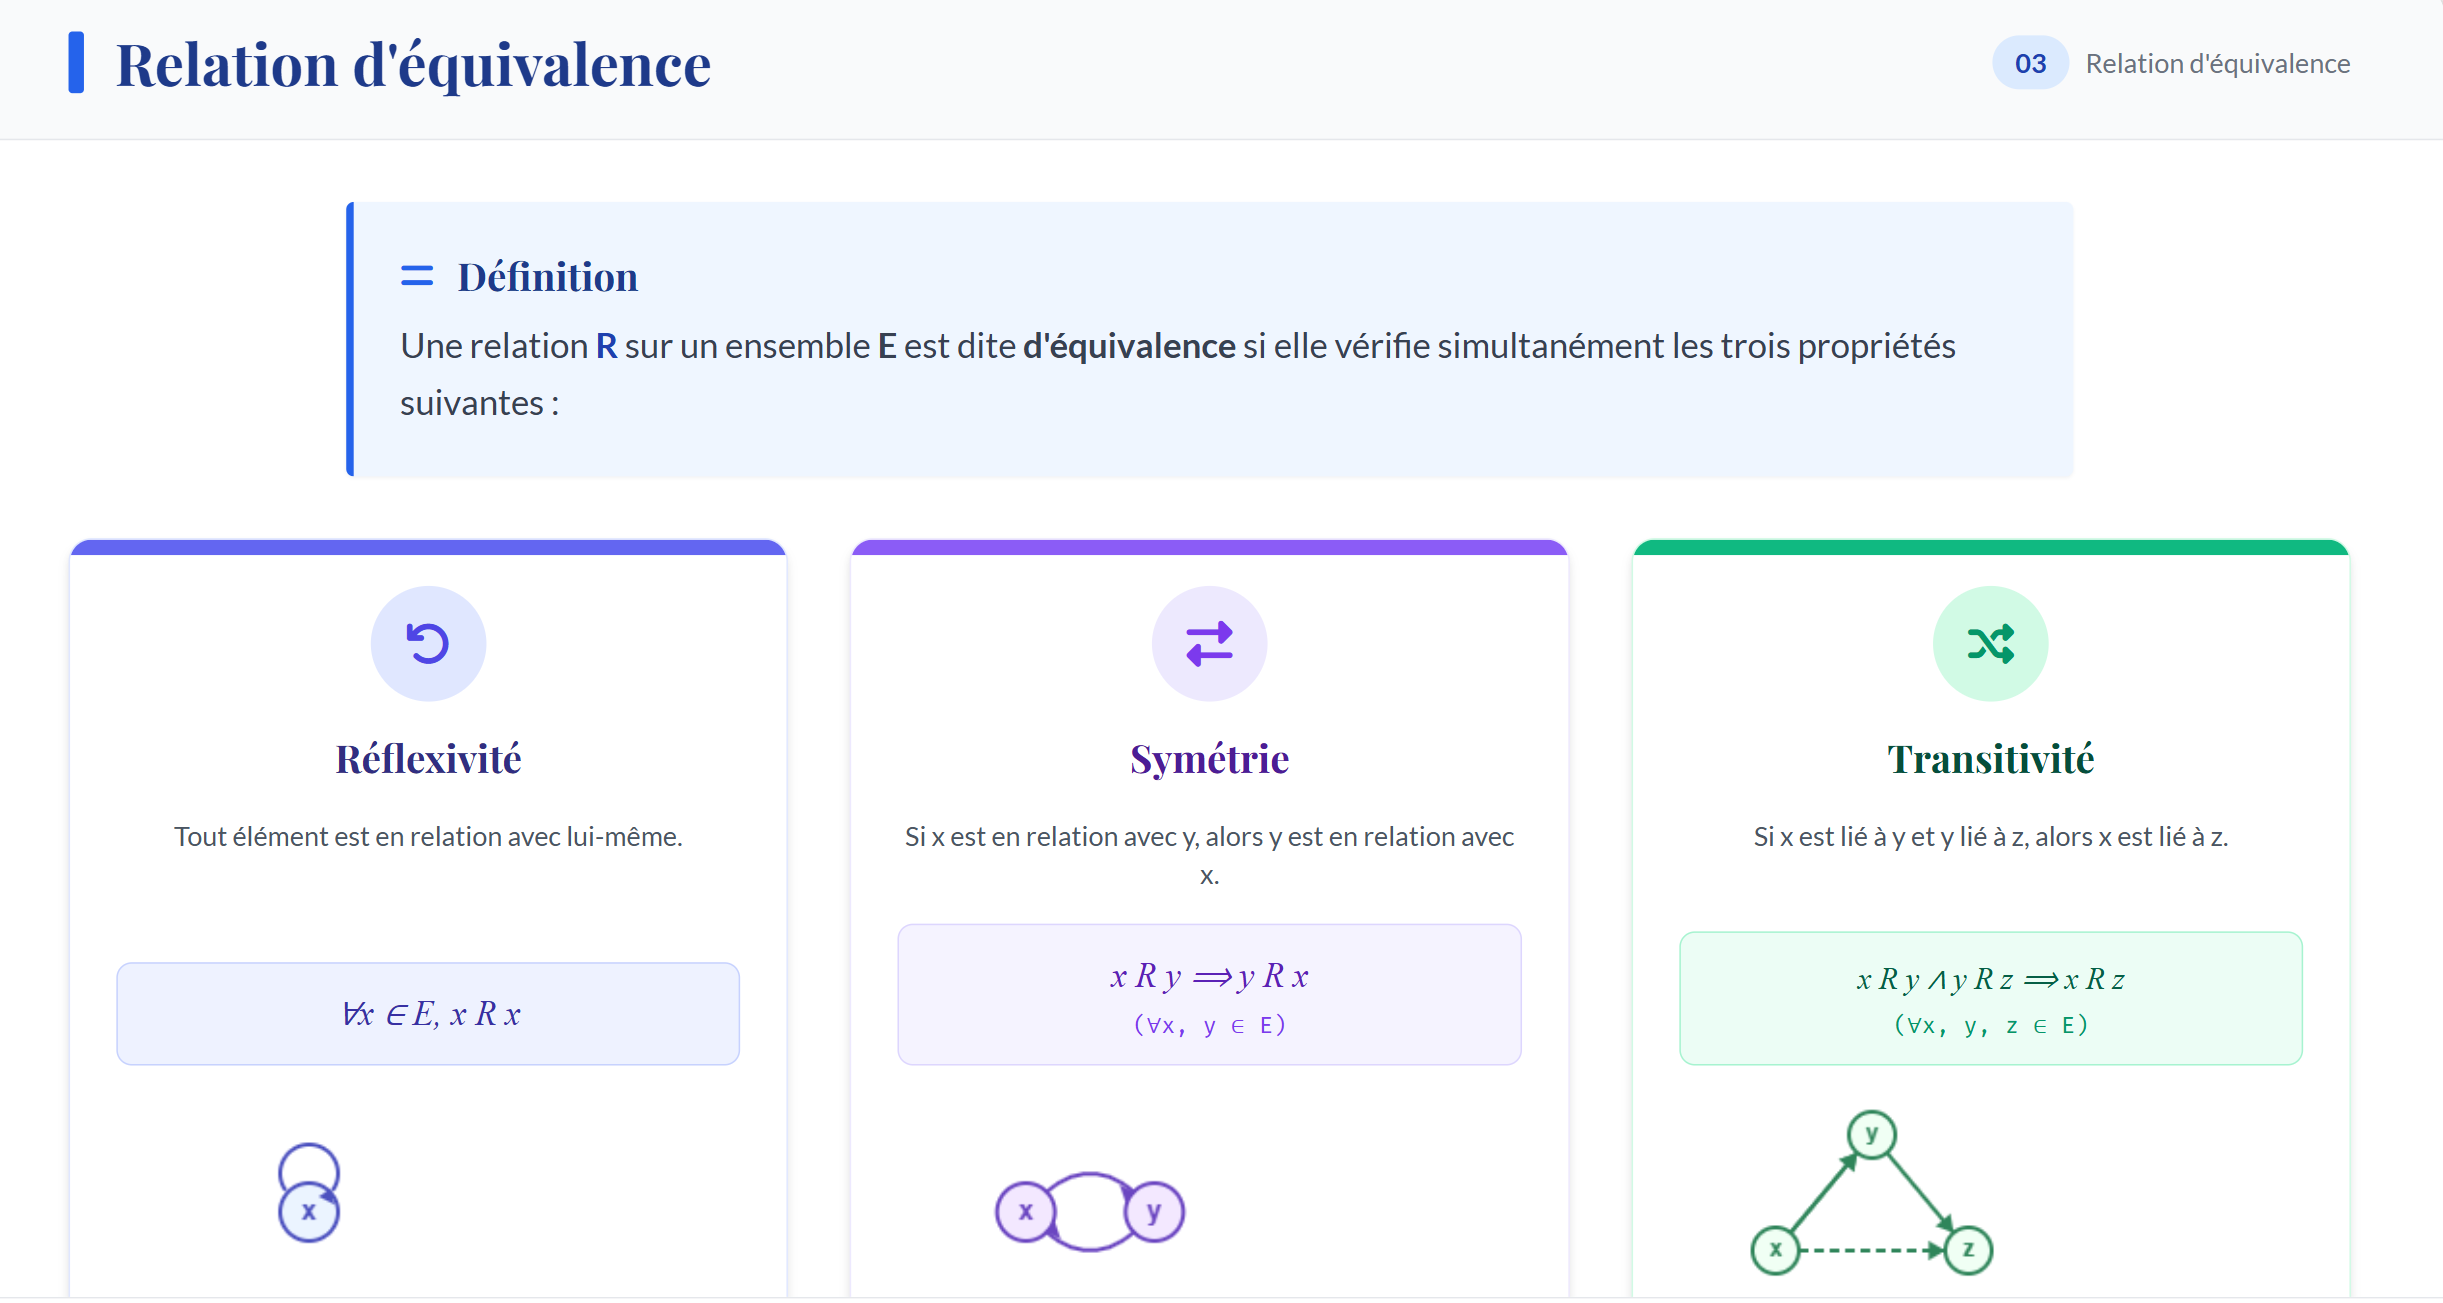 Relation d'équivalence
03 Relation d'équivalence
Définition
Une relation R sur un ensemble E est dite d'équivalence si elle vérifie simultanément les trois propriétés
suivantes :
Réflexivité
Tout élément est en relation avec lui-même.
∀x ∈ E, x R x
x
Symétrie
Si x est en relation avec y, alors y est en relation avec
x.
x R y ⟹ y R x
(∀x, y ∈ E)
x y
Transitivité
Si x est lié à y et y lié à z, alors x est lié à z.
x R y ∧ y R z ⟹ x R z
(∀x, y, z ∈ E)
y
x z